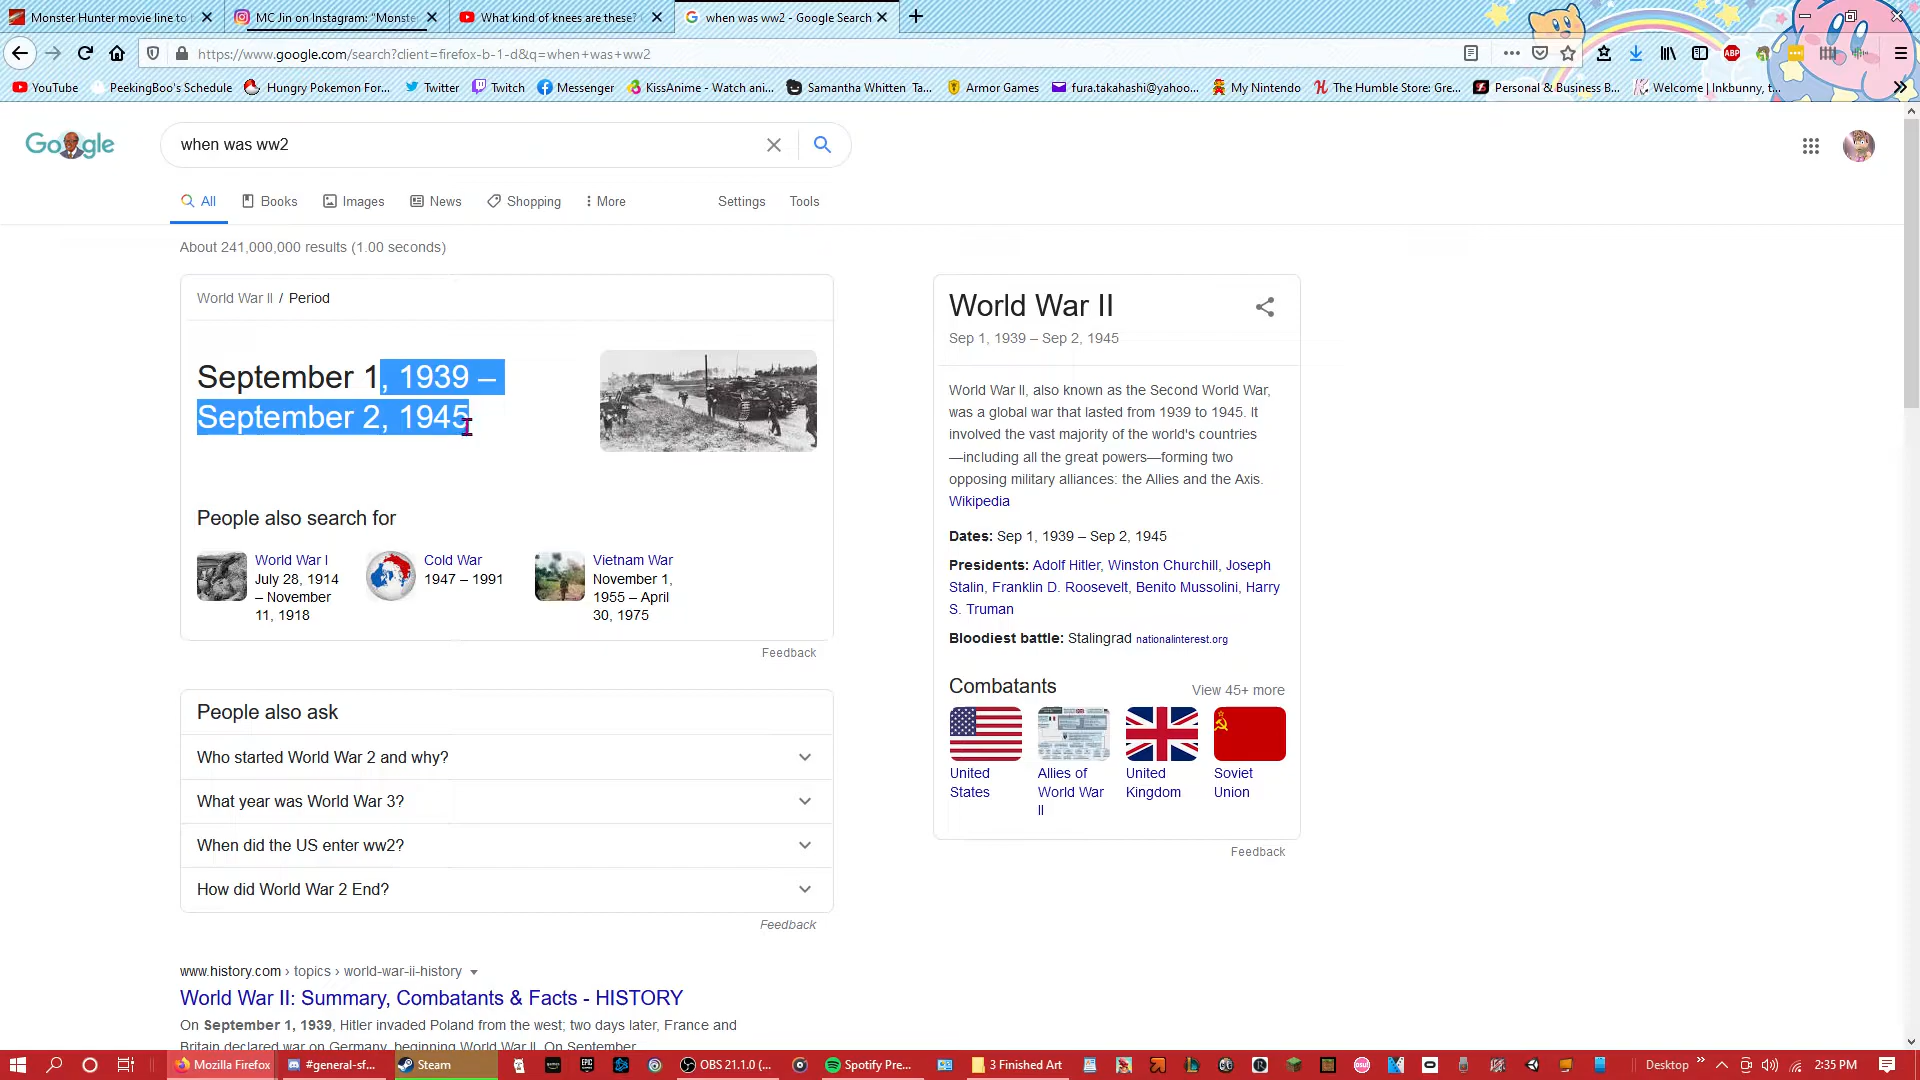 Monster Hunter movie line to b
MC Jin on Instagram: "Monste
What kind of knees are these?
when was ww2 - Google Search
https://www.google.com/search?client=firefox-b-1-d&q=when+was+ww2
YouTube
PeekingBoo's Schedule
Hungry Pokemon For...
Twitter
Twitch
Messenger
KissAnime - Watch ani...
Samantha Whitten Ta...
Armor Games
fura.takahashi@yahoo...
My Nintendo
The Humble Store: Gre...
Personal & Business B...
Welcome | Inkbunny, t...
Google
when was ww2
All
Books
Images
News
Shopping
More
Settings
Tools
About 241,000,000 results (1.00 seconds)
World War II / Period
September 1, 1939 –
September 2, 1945
People also search for
World War I
July 28, 1914
– November
11, 1918
Cold War
1947 – 1991
Vietnam War
November 1,
1955 – April
30, 1975
Feedback
People also ask
Who started World War 2 and why?
What year was World War 3?
When did the US enter ww2?
How did World War 2 End?
Feedback
www.history.com › topics › world-war-ii-history
World War II: Summary, Combatants & Facts - HISTORY
On September 1, 1939, Hitler invaded Poland from the west; two days later, France and
Britain declared war on Germany, beginning World War II. On September
World War II
Sep 1, 1939 – Sep 2, 1945
World War II, also known as the Second World War,
was a global war that lasted from 1939 to 1945. It
involved the vast majority of the world's countries
—including all the great powers—forming two
opposing military alliances: the Allies and the Axis.
Wikipedia
Dates: Sep 1, 1939 – Sep 2, 1945
Presidents: Adolf Hitler, Winston Churchill, Joseph
Stalin, Franklin D. Roosevelt, Benito Mussolini, Harry
S. Truman
Bloodiest battle: Stalingrad nationalinterest.org
Combatants
View 45+ more
United
States
Allies of
World War
II
United
Kingdom
Soviet
Union
Feedback
Mozilla Firefox
#general-sf...
Steam
OBS 21.1.0 (...
Spotify Pre...
3 Finished Art
Desktop
2:35 PM